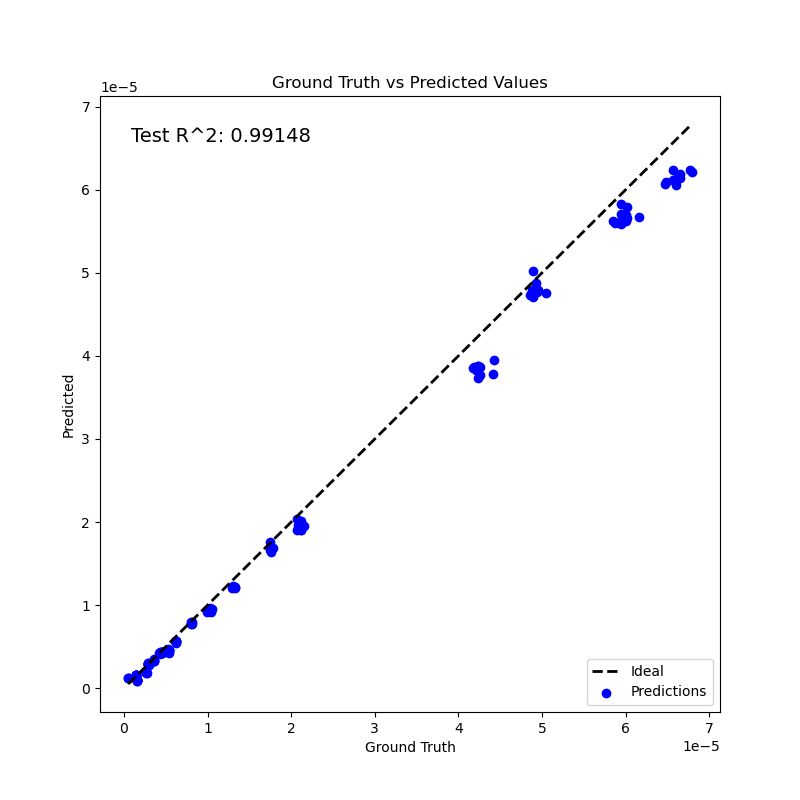 Ground Truth vs Predicted Values
1e−5
7
6
5
4
3
2
1
0
Predicted
Test R^2: 0.99148
Ideal
Predictions
0 1 2 3 4 5 6 7
1e−5
Ground Truth